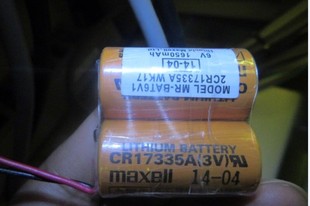 MODEL MR-BAT6V1
2CR17335A WK17
14-04
6V 1650mAh
LITHIUM BATTERY
CR17335A(3V)
maxell 14-04